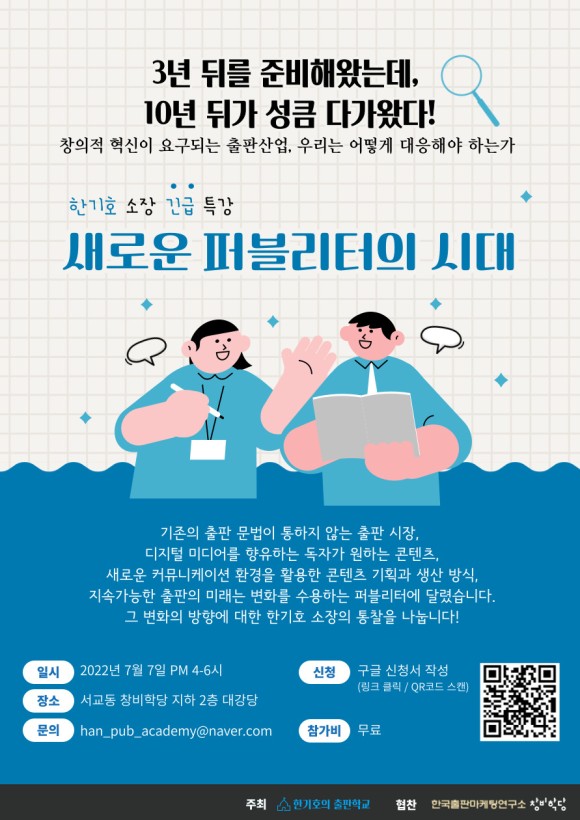 3년 뒤를 준비해왔는데,
10년 뒤가 성큼 다가왔다!
창의적 혁신이 요구되는 출판산업, 우리는 어떻게 대응해야 하는가
한기호 소장 긴급 특강
새로운 퍼블리터의 시대
기존의 출판 문법이 통하지 않는 출판 시장,
디지털 미디어를 향유하는 독자가 원하는 콘텐츠,
새로운 커뮤니케이션 환경을 활용한 콘텐츠 기획과 생산 방식,
지속가능한 출판의 미래는 변화를 수용하는 퍼블리터에 달렸습니다.
그 변화의 방향에 대한 한기호 소장의 통찰을 나눕니다!
일시 2022년 7월 7일 PM 4-6시
장소 서교동 창비학당 지하 2층 대강당
문의 han_pub_academy@naver.com
신청 구글 신청서 작성
(링크 클릭 / QR코드 스캔)
참가비 무료
주최 한기호의 출판학교 협찬 한국출판마케팅연구소 창비학당